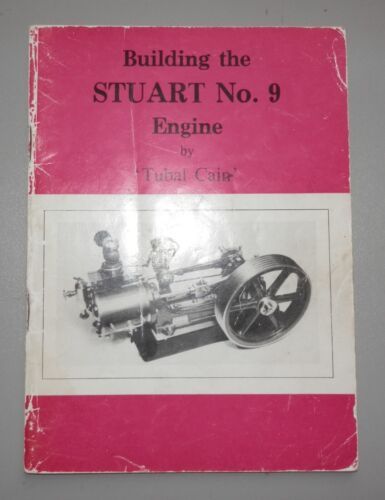 Building the
STUART No. 9
Engine
by
'Tubal Cain'